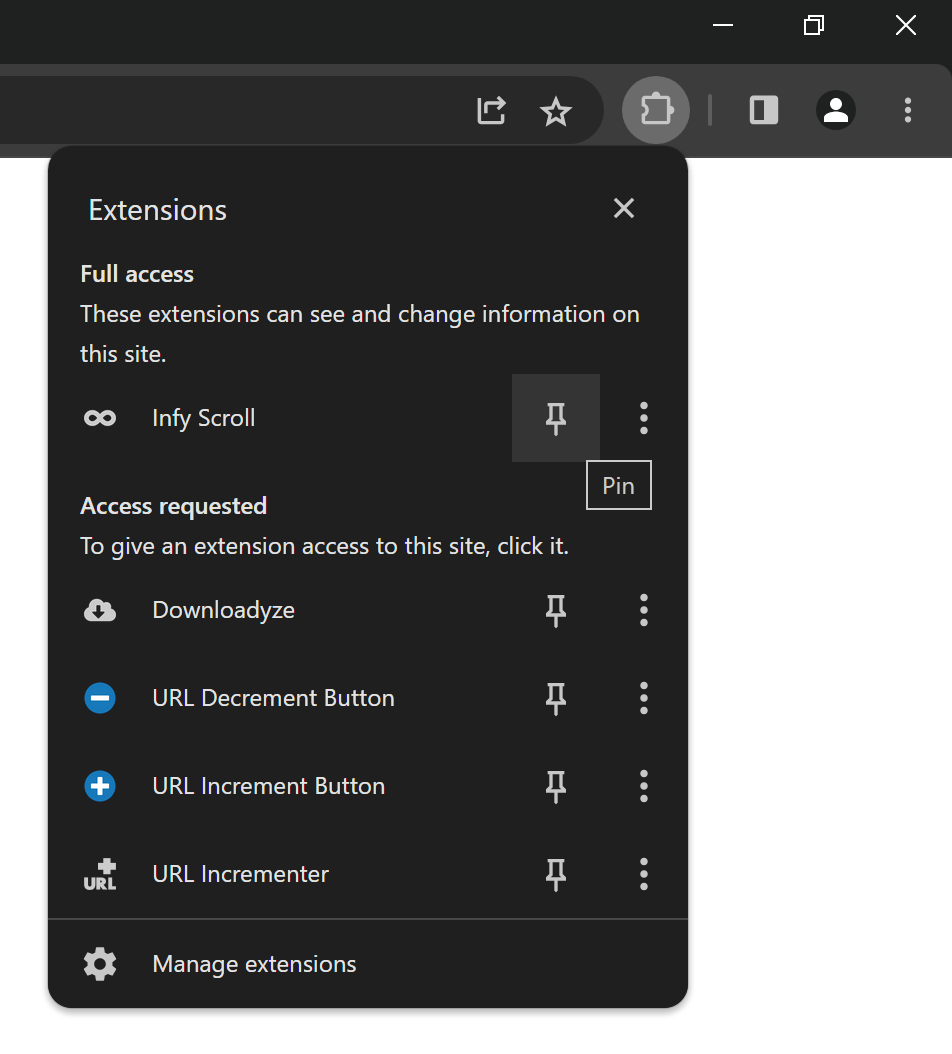 Extensions
Full access
These extensions can see and change information on
this site.
Infy Scroll
Pin
Access requested
To give an extension access to this site, click it.
Downloadyze
URL Decrement Button
URL Increment Button
URL
URL Incrementer
Manage extensions